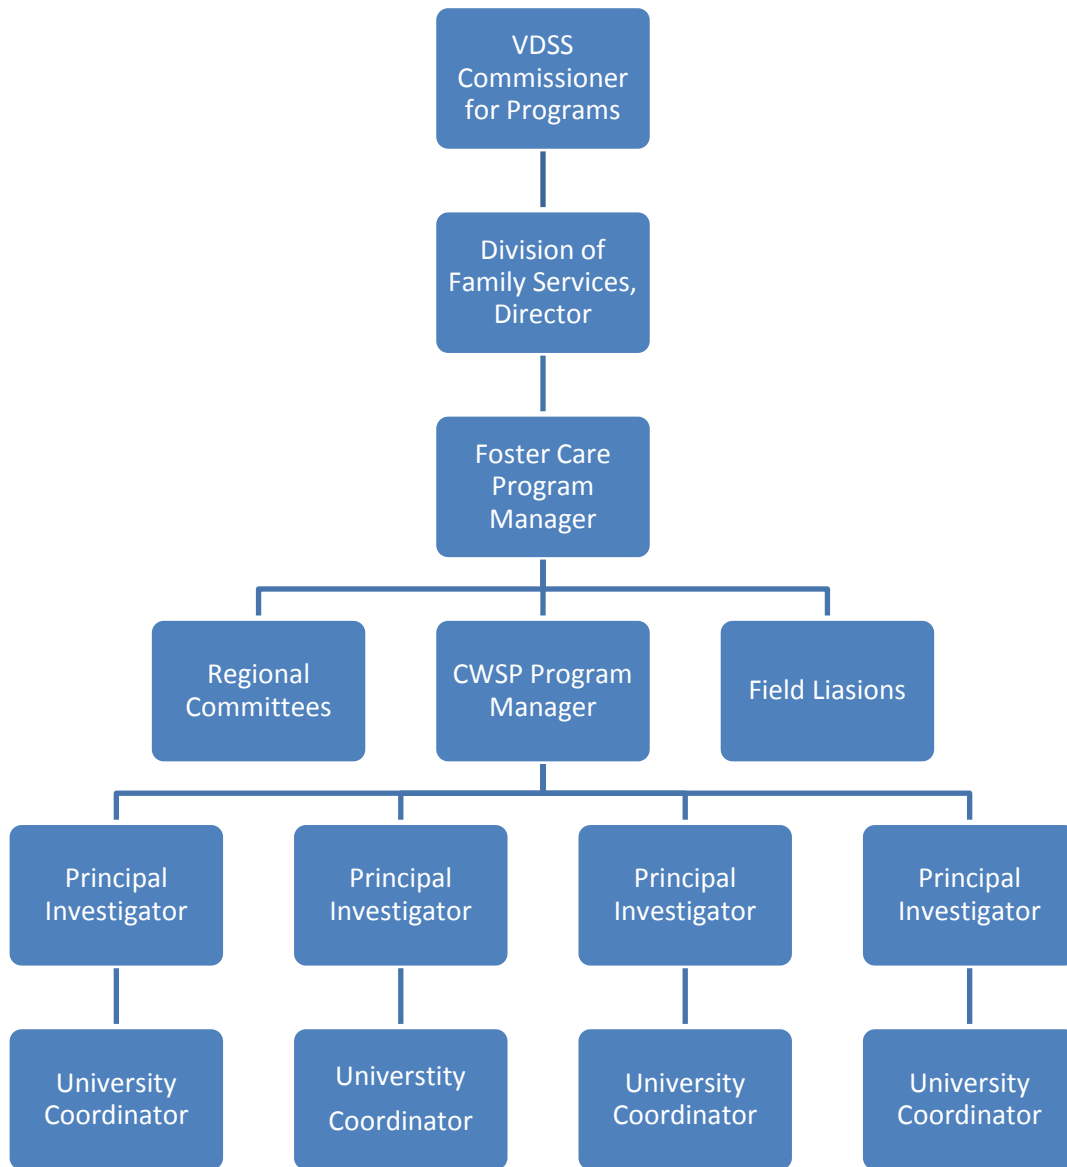 VDSS
Commissioner
for Programs
Division of
Family Services,
Director
Foster Care
Program
Manager
Regional
Committees
CWSP Program
Manager
Field Liasions
Principal
Investigator
Principal
Investigator
Principal
Investigator
Principal
Investigator
University
Coordinator
Universtity
Coordinator
University
Coordinator
University
Coordinator